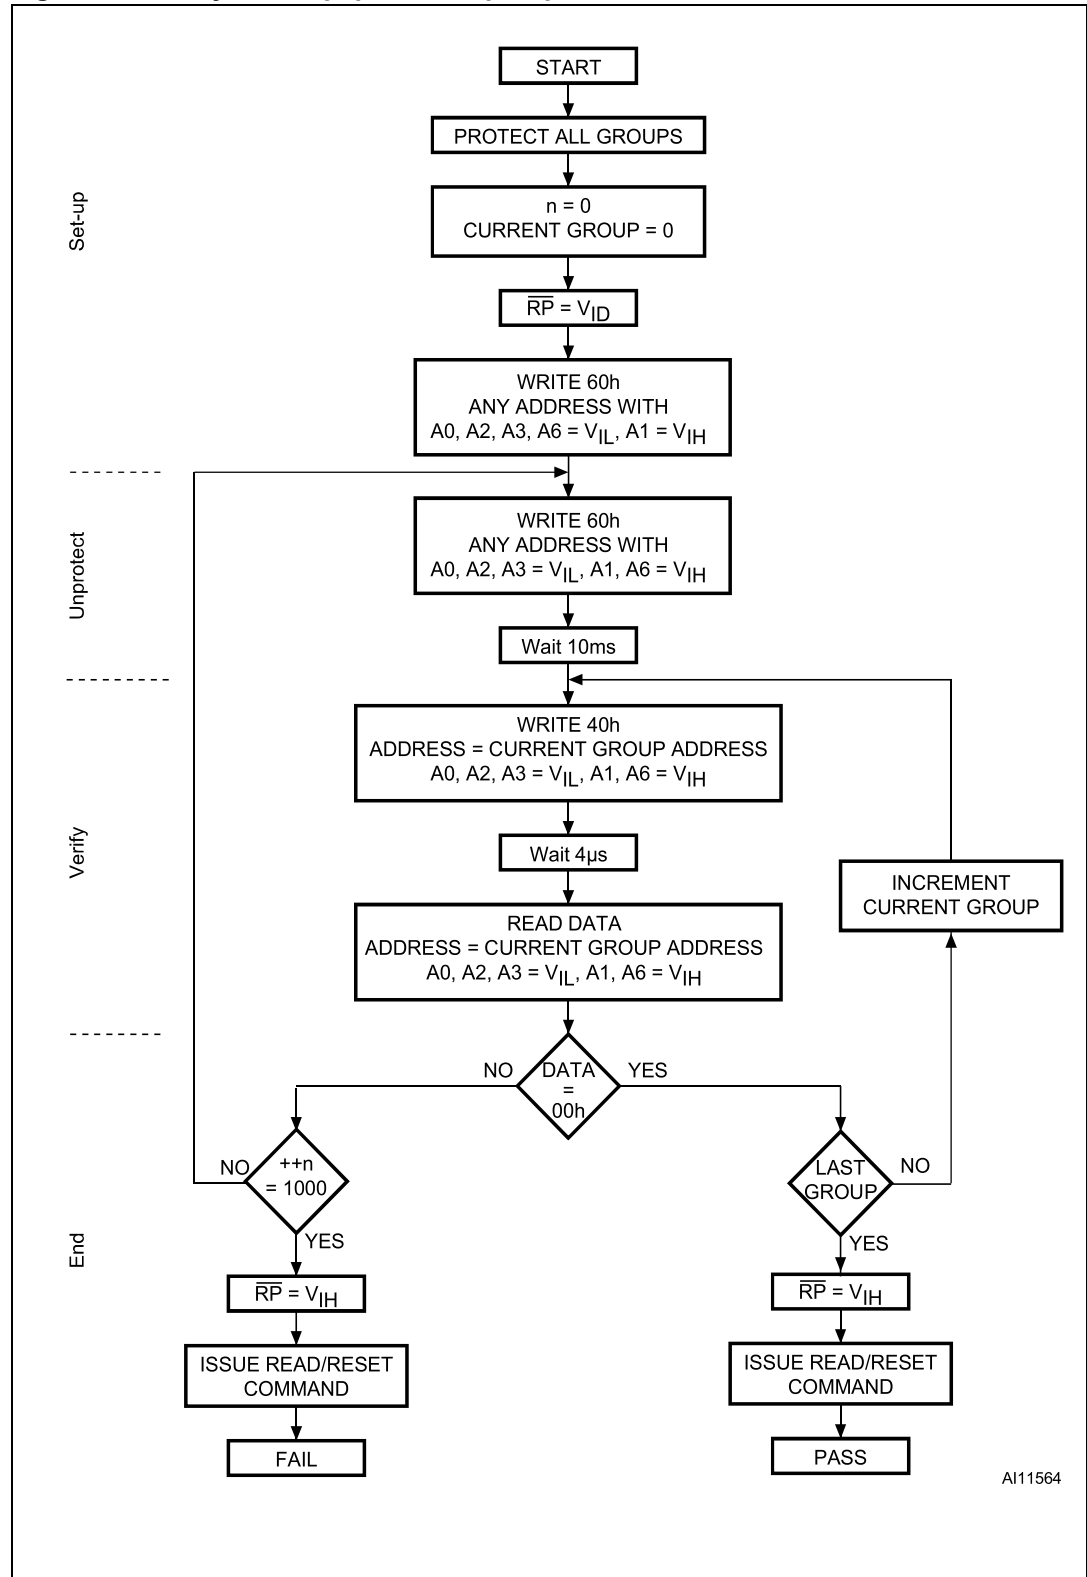 START
PROTECT ALL GROUPS
n = 0
CURRENT GROUP = 0
Set-up
R̅P̅ = VID
WRITE 60h
ANY ADDRESS WITH
A0, A2, A3, A6 = VIL, A1 = VIH
WRITE 60h
ANY ADDRESS WITH
A0, A2, A3 = VIL, A1, A6 = VIH
Unprotect
Wait 10ms
WRITE 40h
ADDRESS = CURRENT GROUP ADDRESS
A0, A2, A3 = VIL, A1, A6 = VIH
Verify
Wait 4µs
INCREMENT
CURRENT GROUP
READ DATA
ADDRESS = CURRENT GROUP ADDRESS
A0, A2, A3 = VIL, A1, A6 = VIH
NO
DATA
=
00h
YES
NO
++n
= 1000
LAST
GROUP
NO
YES
YES
End
R̅P̅ = VIH
R̅P̅ = VIH
ISSUE READ/RESET
COMMAND
ISSUE READ/RESET
COMMAND
FAIL
PASS
AI11564